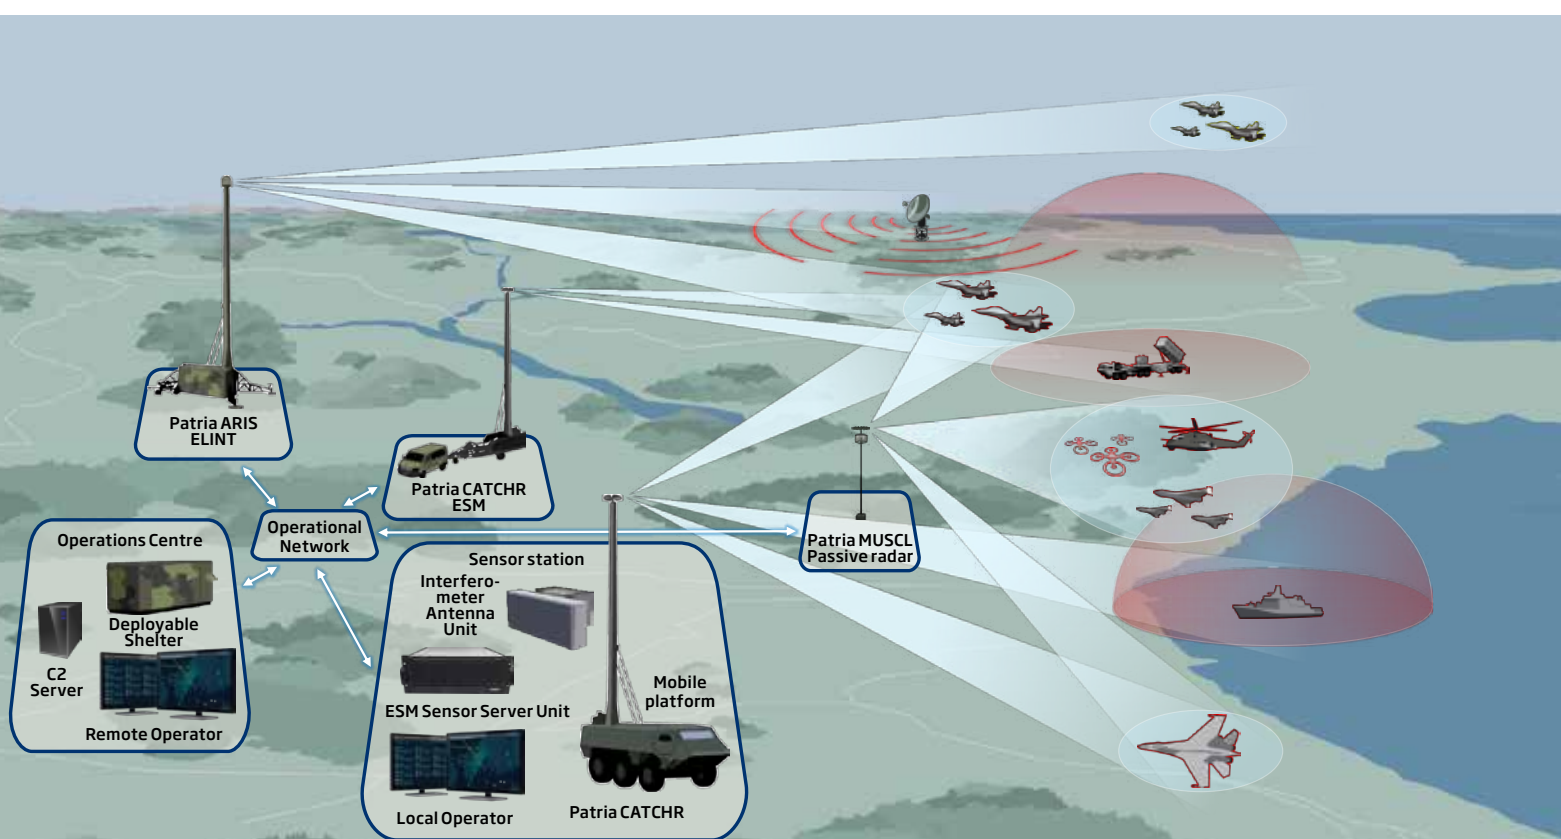 Patria ARIS
ELINT
Patria CATCHR
ESM
Operational
Network
Patria MUSCL
Passive radar
Operations Centre
Deployable
Shelter
C2
Server
Remote Operator
Sensor station
Interfero-
meter
Antenna
Unit
ESM Sensor Server Unit
Mobile
platform
Local Operator
Patria CATCHR